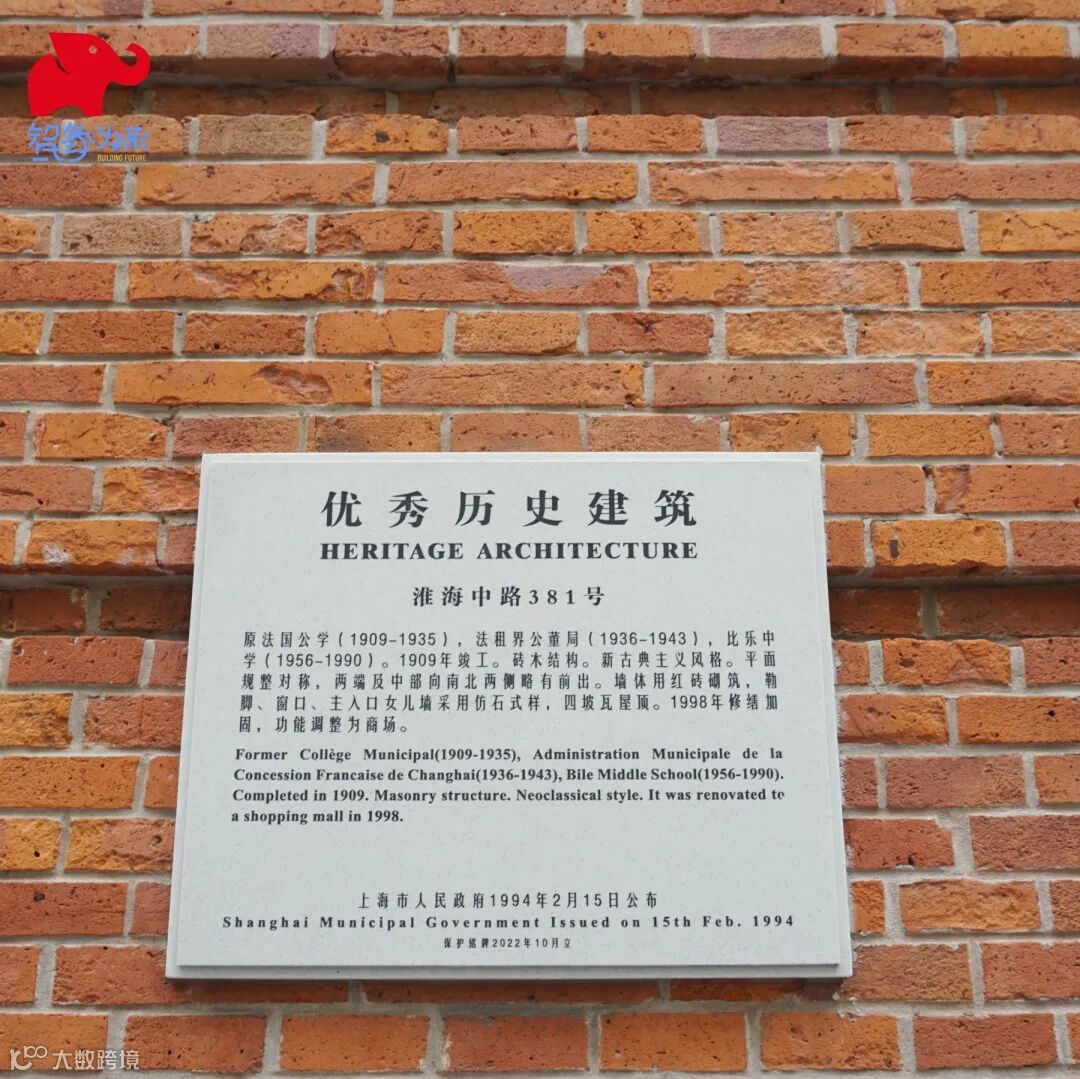 智参为水
BUILDING FUTURE
优秀历史建筑
HERITAGE ARCHITECTURE
淮海中路381号
原法国公学(1909-1935),法租界公董局(1936-1943),比乐中
学(1956-1990)。1909年竣工。砖木结构。新古典主义风格。平面
规整对称,两端及中部向南北两侧略有前出。墙体用红砖砌筑,勒
脚、窗口、主入口女儿墙采用仿石式样,四坡瓦屋顶。1998年修缮加
固,功能调整为商场。
Former Collège Municipal(1909-1935), Administration Municipale de la
Concession Francaise de Changhai(1936-1943), Bile Middle School(1956-1990).
Completed in 1909. Masonry structure. Neoclassical style. It was renovated to
a shopping mall in 1998.
上海市人民政府1994年2月15日公布
Shanghai Municipal Government Issued on 15th Feb. 1994
保护铭牌2022年10月立
大数跨境